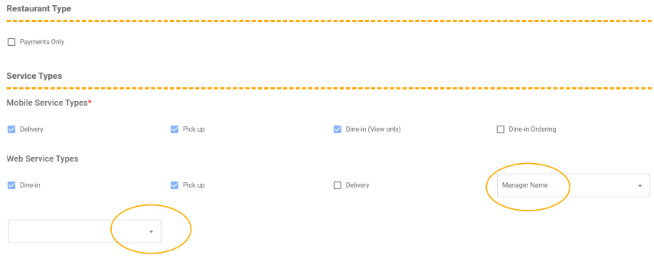 Restaurant Type
Payments Only
Service Types
Mobile Service Types*
Delivery Pick up Dine-in (View only) Dine-in Ordering
Web Service Types
Dine-in Pick up Delivery Manager Name